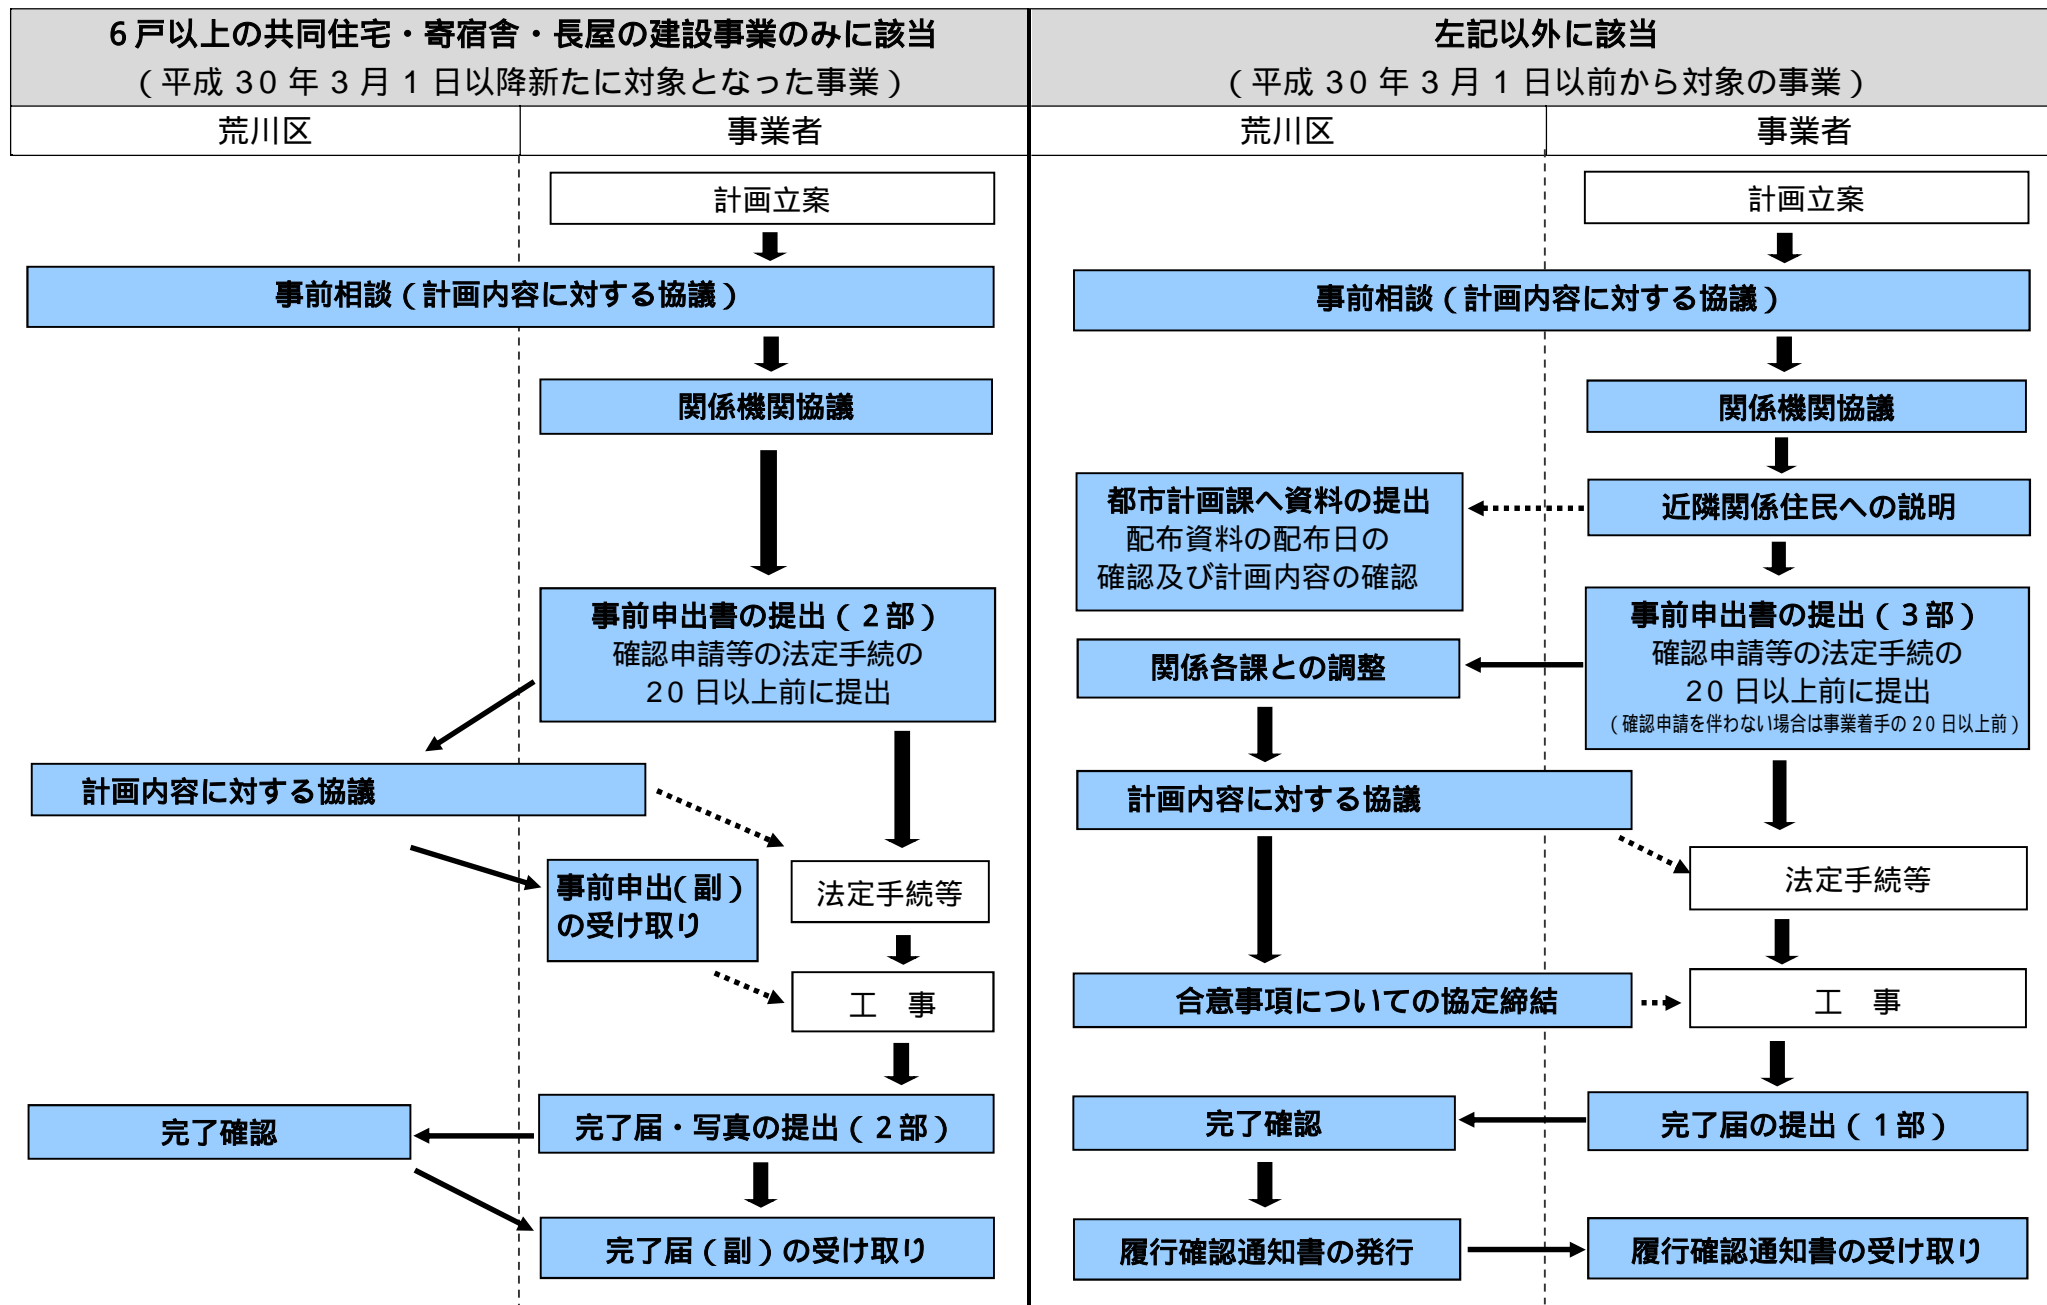 6戸以上の共同住宅・寄宿舎・長屋の建設事業のみに該当
(平成 30 年 3 月 1 日以降新たに対象となった事業)
荒川区
事業者
計画立案
事前相談(計画内容に対する協議)
関係機関協議
事前申出書の提出(2部)
確認申請等の法定手続の
20 日以上前に提出
計画内容に対する協議
事前申出(副)
の受け取り
法定手続等
工 事
完了確認
完了届・写真の提出(2部)
完了届(副)の受け取り
左記以外に該当
(平成 30 年 3 月 1 日以前から対象の事業)
荒川区
事業者
計画立案
事前相談(計画内容に対する協議)
関係機関協議
都市計画課へ資料の提出
配布資料の配布日の
確認及び計画内容の確認
近隣関係住民への説明
事前申出書の提出(3部)
確認申請等の法定手続の
20 日以上前に提出
(確認申請を伴わない場合は事業着手の 20 日以上前)
関係各課との調整
計画内容に対する協議
法定手続等
合意事項についての協定締結
工 事
完了確認
完了届の提出(1部)
履行確認通知書の発行
履行確認通知書の受け取り